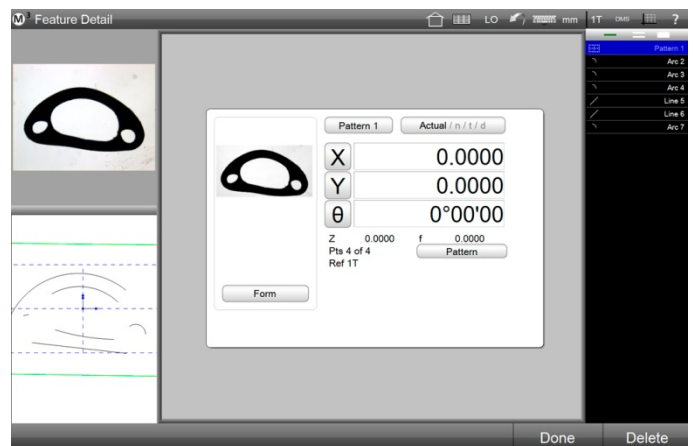 M3 Feature Detail
LO mm 1T DMS ?
Pattern 1
Arc 2
Arc 3
Arc 4
Line 5
Line 6
Arc 7
Pattern 1 Actual / n / t / d
X 0.0000
Y 0.0000
θ 0°00'00
Z 0.0000 f 0.0000
Pts 4 of 4 Pattern
Ref 1T
Form
Done Delete